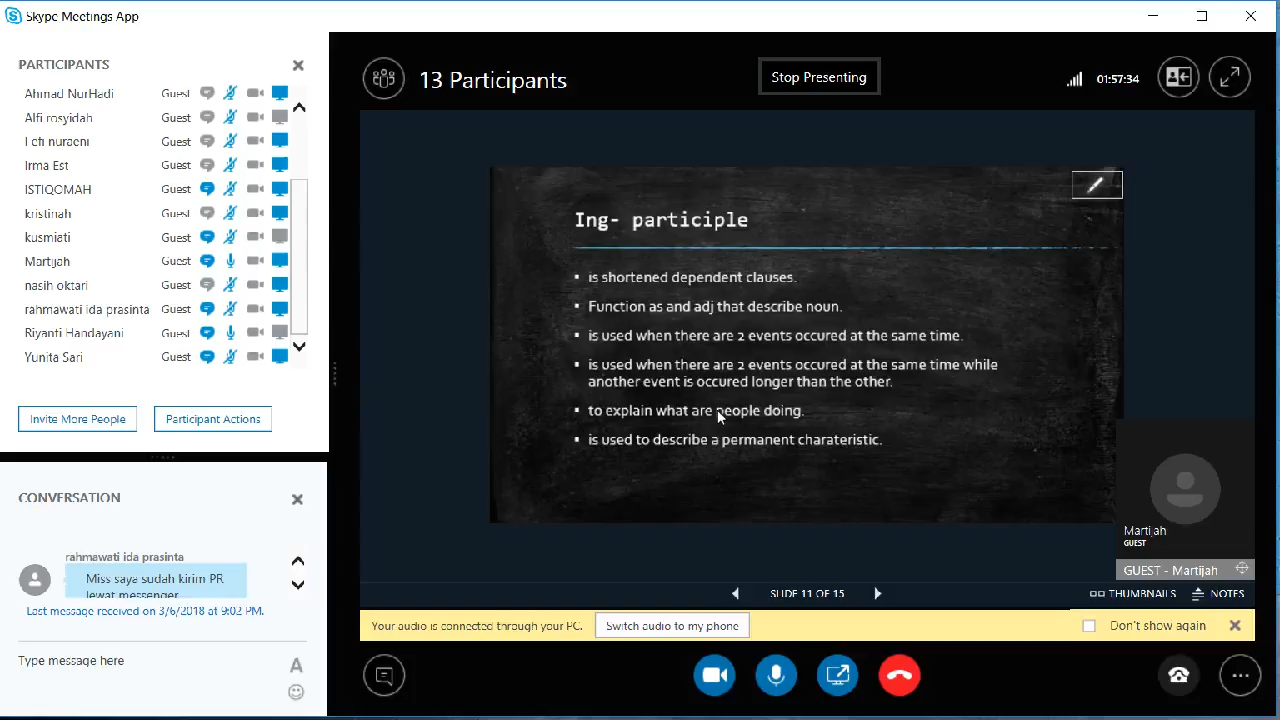 Skype Meetings App
PARTICIPANTS
Ahmad NurHadi Guest
Alfi rosyidah Guest
Lefi nuraeni Guest
Irma Est Guest
ISTIQOMAH Guest
kristinah Guest
kusmiati Guest
Martijah Guest
nasih oktari Guest
rahmawati ida prasinta Guest
Riyanti Handayani Guest
Yunita Sari Guest
Invite More People
Participant Actions
CONVERSATION
rahmawati ida prasinta
Miss saya sudah kirim PR
lewat messenger
Last message received on 3/6/2018 at 9:02 PM.
Type message here
13 Participants
Stop Presenting
01:57:34
Ing- participle
▪ is shortened dependent clauses.
▪ Function as and adj that describe noun.
▪ is used when there are 2 events occured at the same time.
▪ is used when there are 2 events occured at the same time while
another event is occured longer than the other.
▪ to explain what are people doing.
▪ is used to describe a permanent charateristic.
Martijah
GUEST
GUEST - Martijah
SLIDE 11 OF 15
THUMBNAILS
NOTES
Your audio is connected through your PC.
Switch audio to my phone
Don't show again